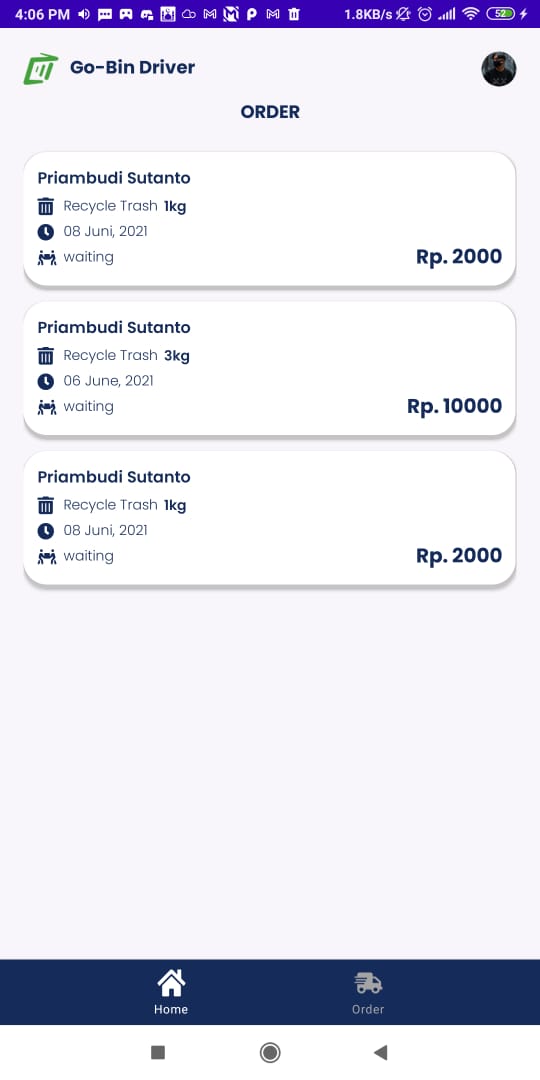 4:06 PM 1.8KB/s 52
Go-Bin Driver
ORDER
Priambudi Sutanto
Recycle Trash 1kg
08 Juni, 2021
waiting
Rp. 2000
Priambudi Sutanto
Recycle Trash 3kg
06 June, 2021
waiting
Rp. 10000
Priambudi Sutanto
Recycle Trash 1kg
08 Juni, 2021
waiting
Rp. 2000
Home
Order